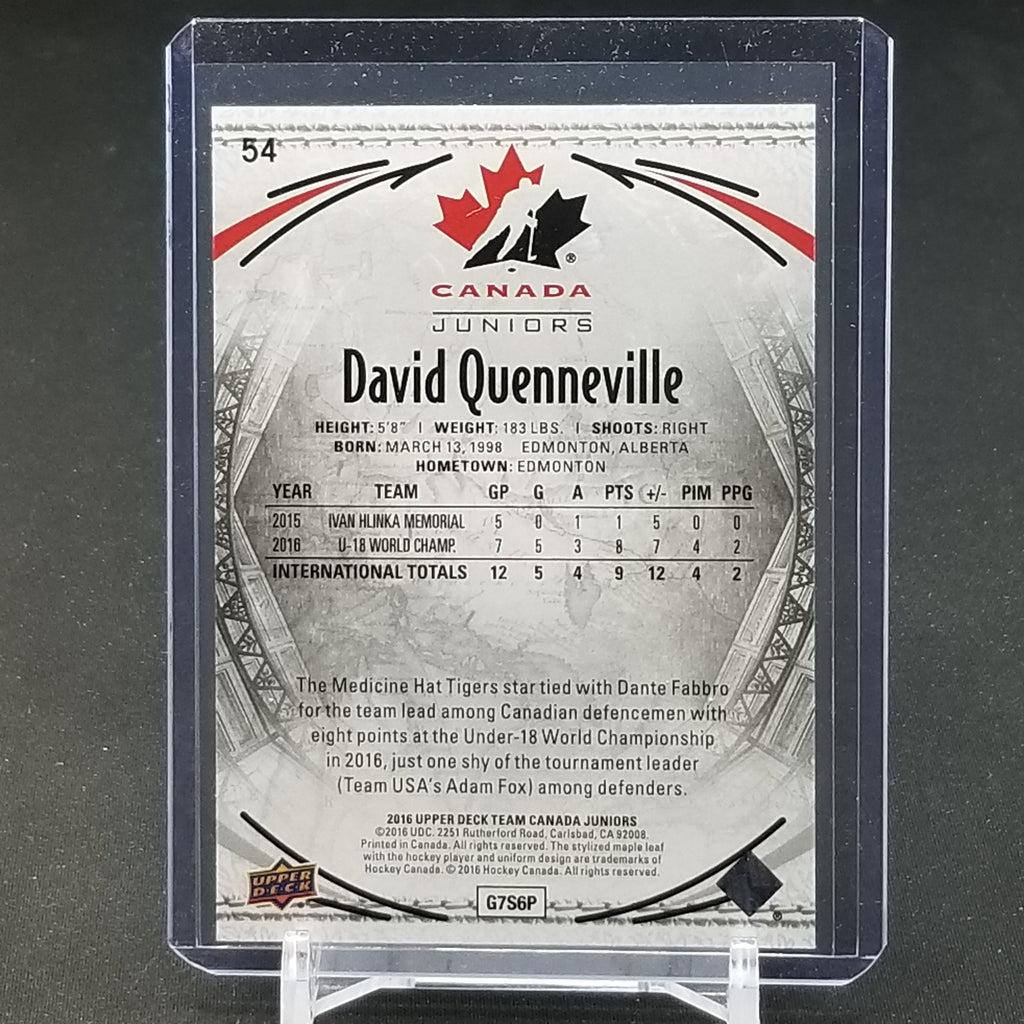 54
®
CANADA
JUNIORS
David Quenneville
HEIGHT: 5'8" | WEIGHT: 183 LBS. | SHOOTS: RIGHT
BORN: MARCH 13, 1998 EDMONTON, ALBERTA
HOMETOWN: EDMONTON
YEAR TEAM GP G A PTS +/- PIM PPG
2015 IVAN HLINKA MEMORIAL 5 0 1 1 5 0 0
2016 U-18 WORLD CHAMP. 7 5 3 8 7 4 2
INTERNATIONAL TOTALS 12 5 4 9 12 4 2
The Medicine Hat Tigers star tied with Dante Fabbro
for the team lead among Canadian defencemen with
eight points at the Under-18 World Championship
in 2016, just one shy of the tournament leader
(Team USA's Adam Fox) among defenders.
2016 UPPER DECK TEAM CANADA JUNIORS
©2016 UDC. 2251 Rutherford Road, Carlsbad, CA 92008.
Printed in Canada. All rights reserved. The stylized maple leaf
with the hockey player and uniform design are trademarks of
Hockey Canada. © 2016 Hockey Canada. All rights reserved.
UPPER
DECK
G7S6P
®